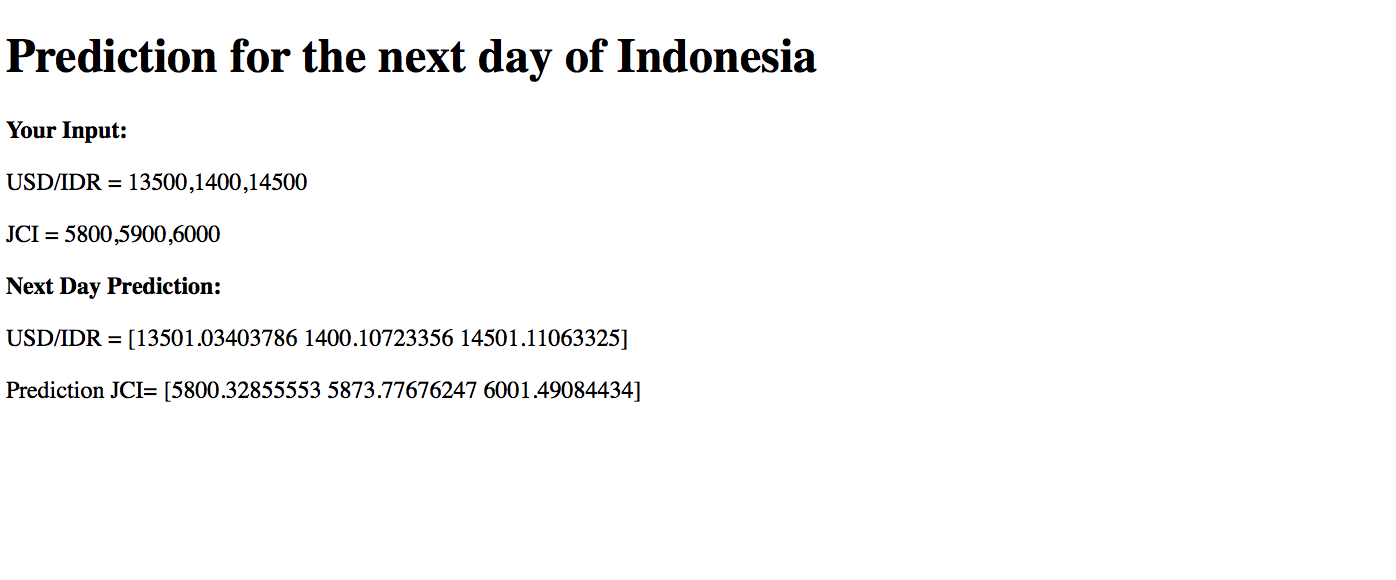 Prediction for the next day of Indonesia
Your Input:
USD/IDR = 13500,1400,14500
JCI = 5800,5900,6000
Next Day Prediction:
USD/IDR = [13501.03403786 1400.10723356 14501.11063325]
Prediction JCI= [5800.32855553 5873.77676247 6001.49084434]